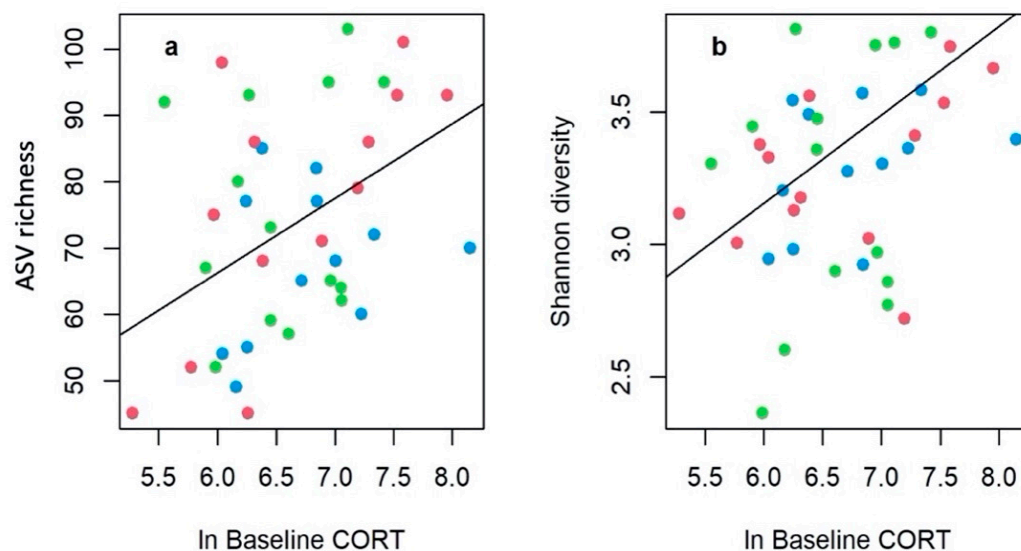 a
ASV richness
100
90
80
70
60
50
5.5 6.0 6.5 7.0 7.5 8.0
ln Baseline CORT
b
Shannon diversity
3.5
3.0
2.5
5.5 6.0 6.5 7.0 7.5 8.0
ln Baseline CORT